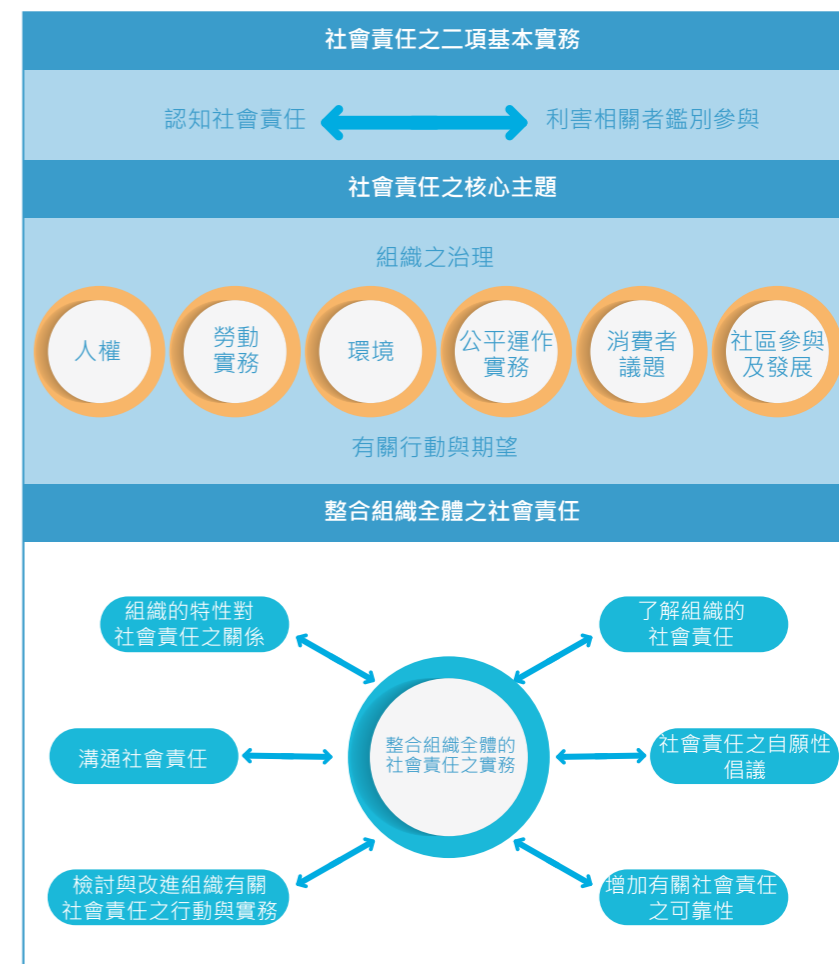 社會責任之二項基本實務
認知社會責任
利害相關者鑑別參與
社會責任之核心主題
組織之治理
人權
勞動
實務
環境
公平運作
實務
消費者
議題
社區參與
及發展
有關行動與期望
整合組織全體之社會責任
組織的特性對
社會責任之關係
了解組織的
社會責任
溝通社會責任
整合組織全體的
社會責任之實務
社會責任之自願性
倡議
檢討與改進組織有關
社會責任之行動與實務
增加有關社會責任
之可靠性